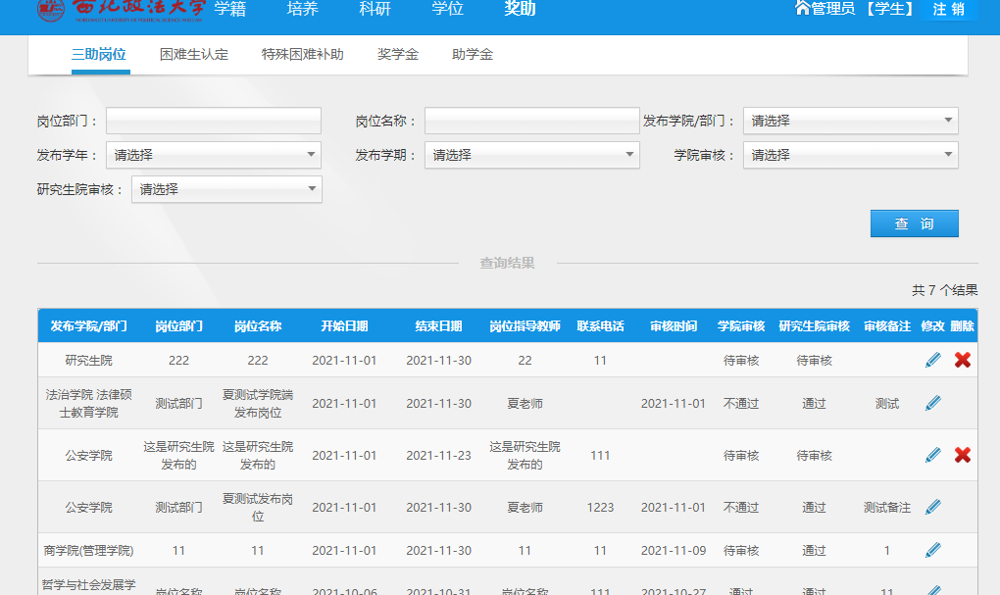 西北政法大学 学籍 培养 科研 学位 奖助 管理员 【学生】 注 销
三助岗位 困难生认定 特殊困难补助 奖学金 助学金
岗位部门： 岗位名称： 发布学院/部门： 请选择
发布学年： 请选择 发布学期： 请选择 学院审核： 请选择
研究生院审核： 请选择
查 询
查询结果
共 7 个结果
发布学院/部门 岗位部门 岗位名称 开始日期 结束日期 岗位指导教师 联系电话 审核时间 学院审核 研究生院审核 审核备注 修改 删除
研究生院 222 222 2021-11-01 2021-11-30 22 11 待审核 待审核
法治学院 法律硕
士教育学院 测试部门 夏测试学院端
发布岗位 2021-11-01 2021-11-30 夏老师 2021-11-01 不通过 通过 测试
公安学院 这是研究生院
发布的 这是研究生院
发布的 2021-11-01 2021-11-23 这是研究生院
发布的 111 待审核 待审核
公安学院 测试部门 夏测试发布岗
位 2021-11-01 2021-11-30 夏老师 1223 2021-11-01 不通过 通过 测试备注
商学院(管理学院) 11 11 2021-11-01 2021-11-30 11 11 2021-11-09 待审核 通过 1
哲学与社会发展学
岗位名称 岗位名称 2021-10-06 2021-10-31 岗位名称 111 2021-10-27 通过 通过 11